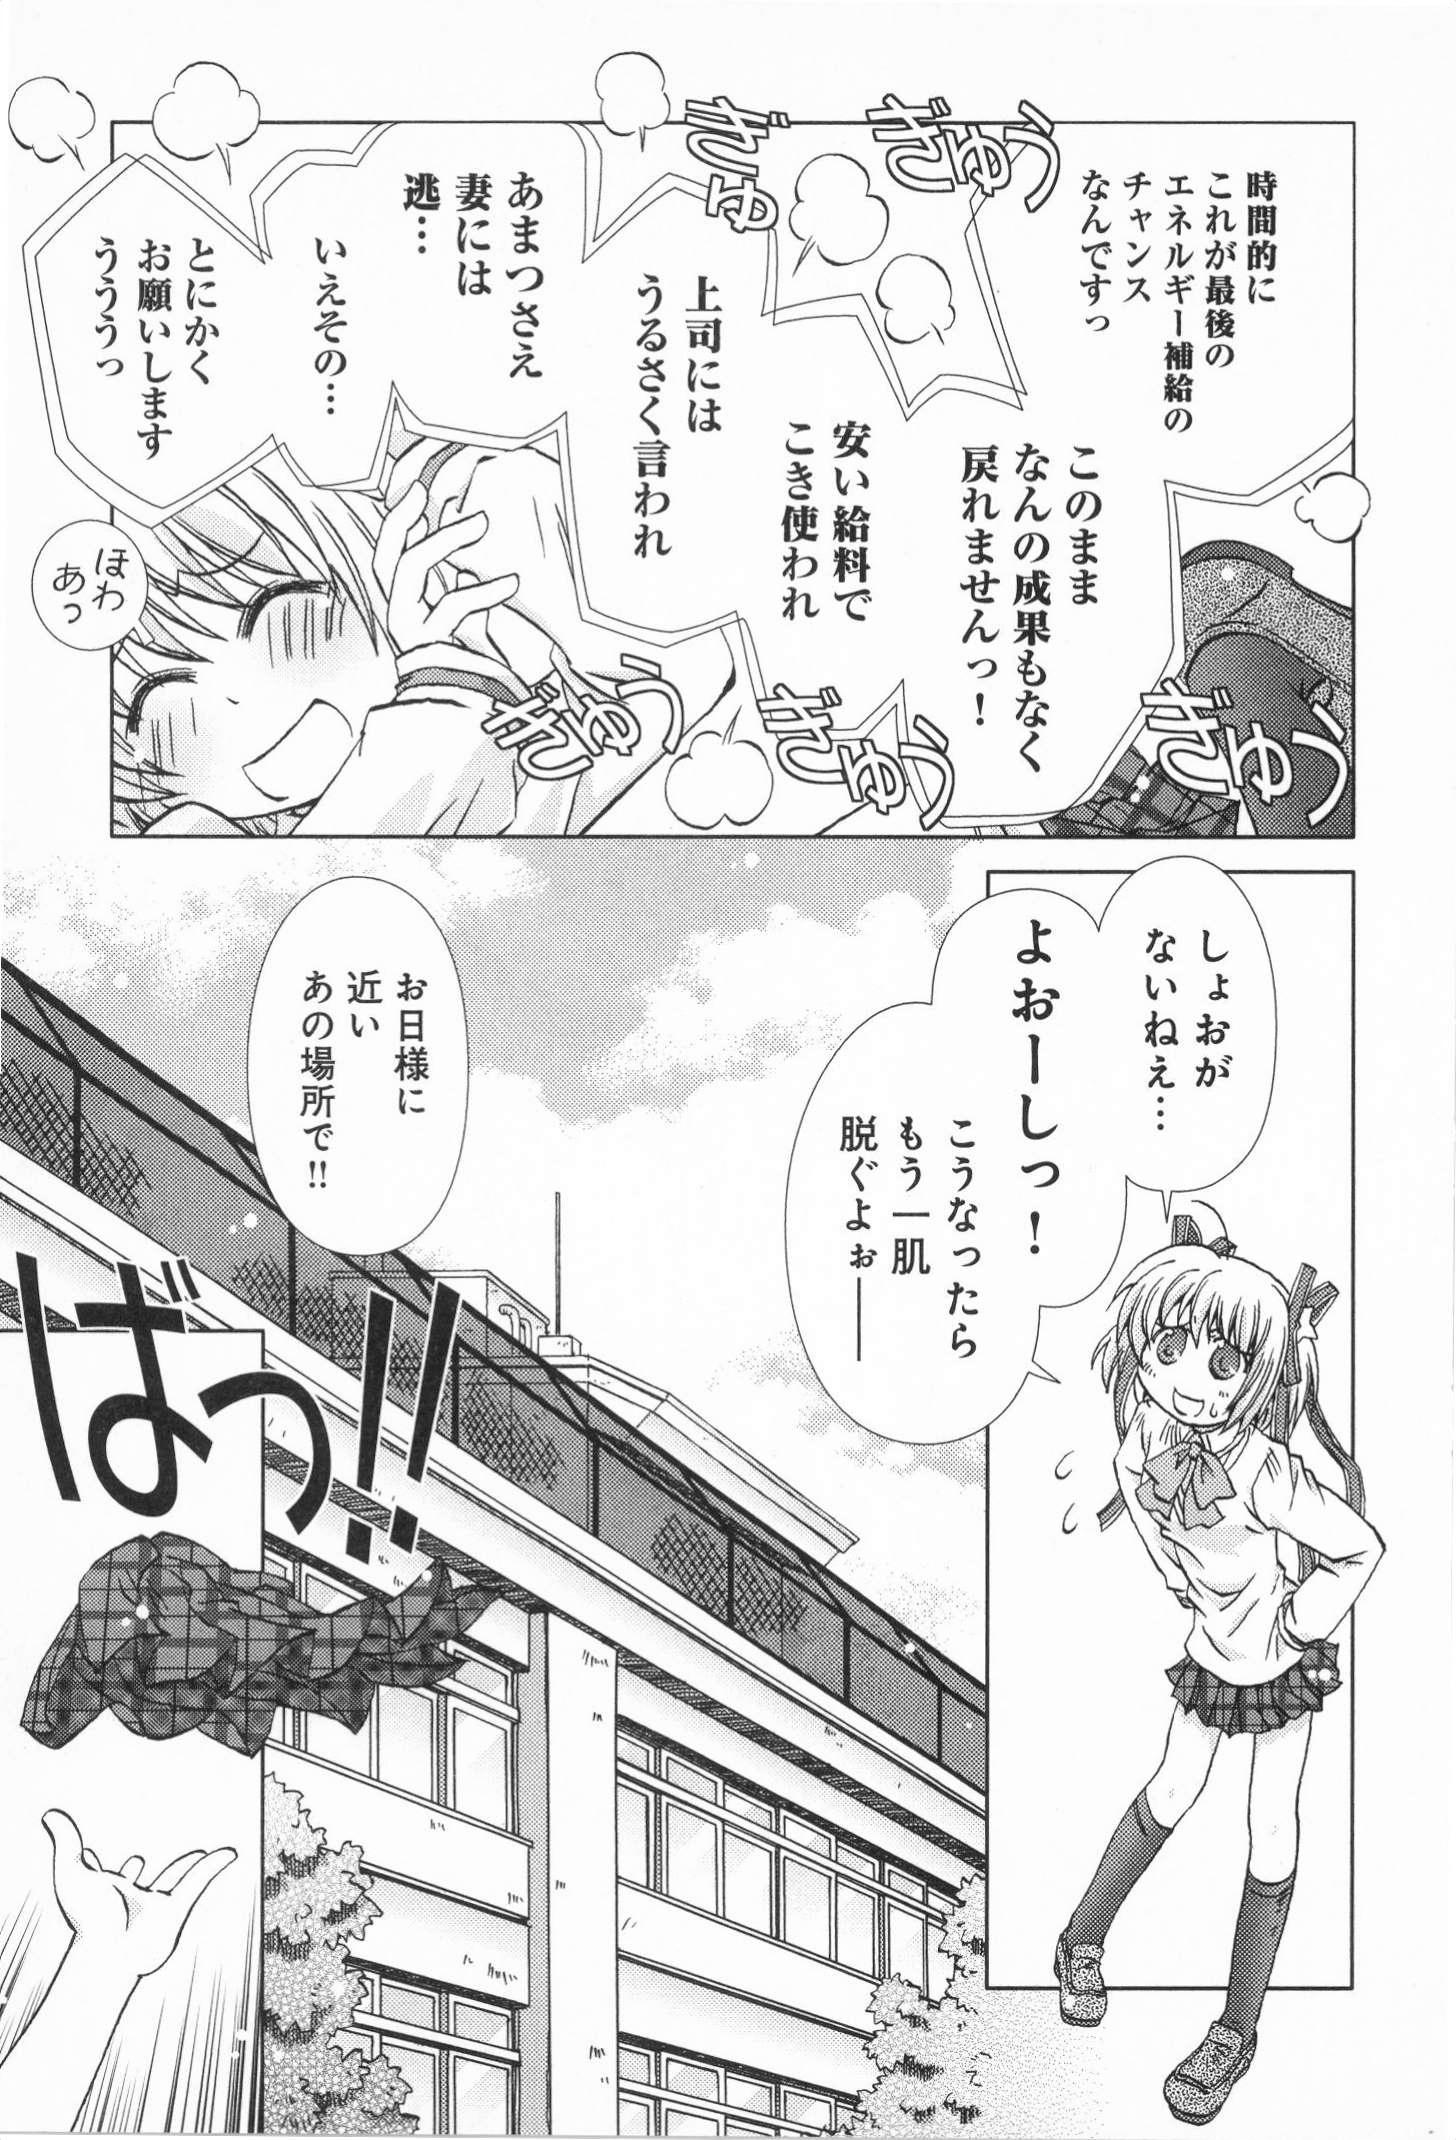 時間的に
これが最後の
エネルギー補給の
チャンス
なんですっ
ぎゅう
ぎゅ
このまま
なんの成果もなく
戻れませんっ！
安い給料で
こき使われ
上司には
うるさく言われ
あまつさえ
妻には
逃…
いえその…
とにかく
お願いします
うううっ
ぎゅう
ぎゅう
ぎゅう
ほわ
あっ
しょおが
ないねえ…
よおーしっ！
こうなったら
もう一肌
脱ぐよぉ──
お日様に
近い
あの場所で!!
ばっ!!